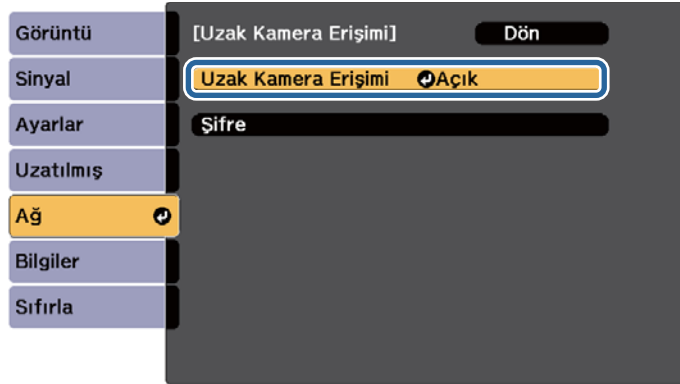 Görüntü
Sinyal
Ayarlar
Uzatılmış
Ağ
Bilgiler
Sıfırla
[Uzak Kamera Erişimi] Dön
Uzak Kamera Erişimi Açık
Şifre